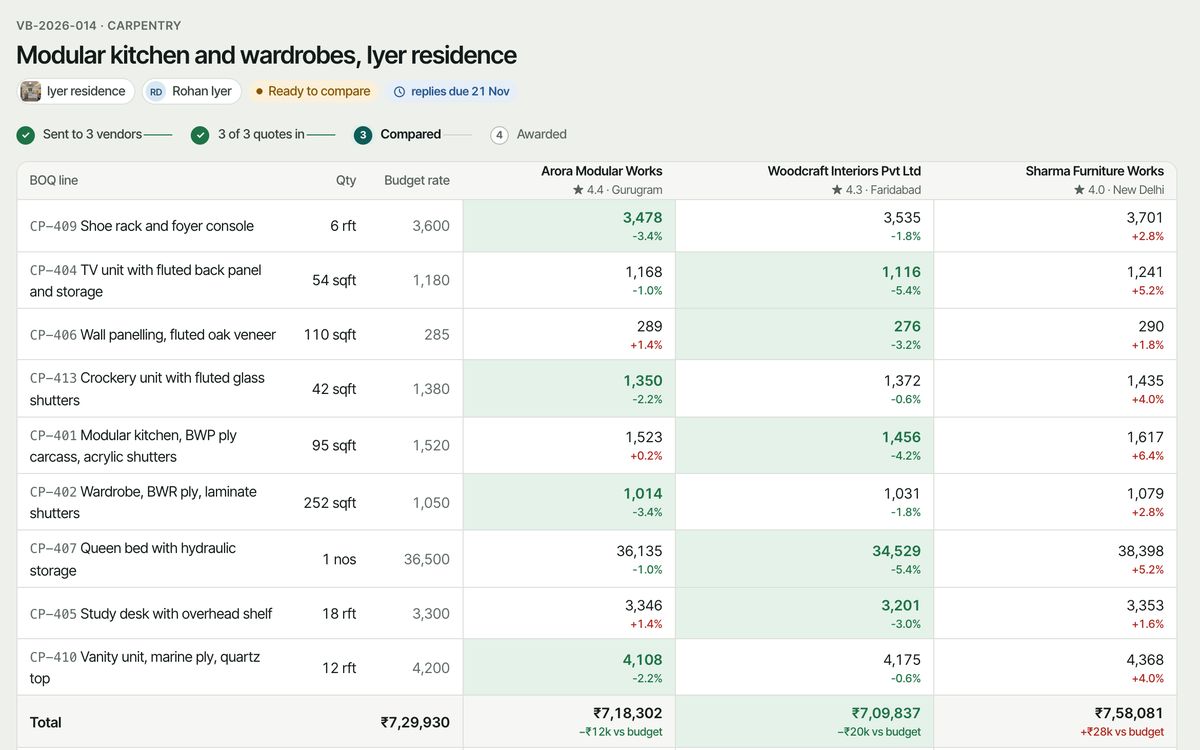 VB-2026-014 · CARPENTRY
Modular kitchen and wardrobes, Iyer residence
Iyer residence
RD Rohan Iyer
Ready to compare
replies due 21 Nov
Sent to 3 vendors
3 of 3 quotes in
3 Compared
4 Awarded
BOQ line Qty Budget rate
Arora Modular Works
★ 4.4 · Gurugram
Woodcraft Interiors Pvt Ltd
★ 4.3 · Faridabad
Sharma Furniture Works
★ 4.0 · New Delhi
CP-409 Shoe rack and foyer console 6 rft 3,600 3,478 3,535 3,701
-3.4% -1.8% +2.8%
CP-404 TV unit with fluted back panel
and storage
54 sqft 1,180 1,168 1,116 1,241
-1.0% -5.4% +5.2%
CP-406 Wall panelling, fluted oak veneer 110 sqft 285 289 276 290
+1.4% -3.2% +1.8%
CP-413 Crockery unit with fluted glass
shutters
42 sqft 1,380 1,350 1,372 1,435
-2.2% -0.6% +4.0%
CP-401 Modular kitchen, BWP ply
carcass, acrylic shutters
95 sqft 1,520 1,523 1,456 1,617
+0.2% -4.2% +6.4%
CP-402 Wardrobe, BWR ply, laminate
shutters
252 sqft 1,050 1,014 1,031 1,079
-3.4% -1.8% +2.8%
CP-407 Queen bed with hydraulic
storage
1 nos 36,500 36,135 34,529 38,398
-1.0% -5.4% +5.2%
CP-405 Study desk with overhead shelf 18 rft 3,300 3,346 3,201 3,353
+1.4% -3.0% +1.6%
CP-410 Vanity unit, marine ply, quartz
top
12 rft 4,200 4,108 4,175 4,368
-2.2% -0.6% +4.0%
Total ₹7,29,930 ₹7,18,302 ₹7,09,837 ₹7,58,081
−₹12k vs budget −₹20k vs budget +₹28k vs budget